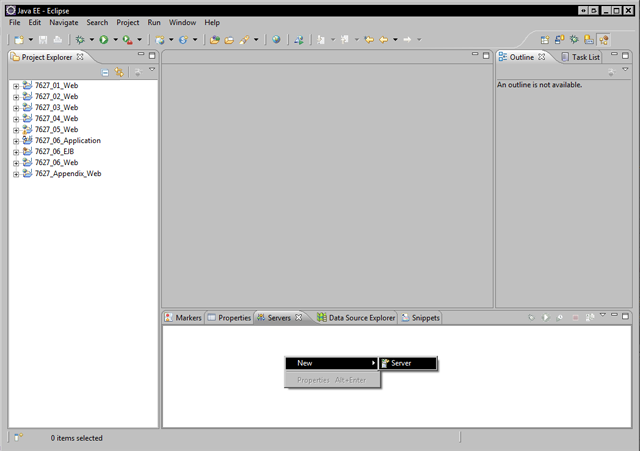 Java EE - Eclipse
File Edit Navigate Search Project Run Window Help
Project Explorer
7627_01_Web
7627_02_Web
7627_03_Web
7627_04_Web
7627_05_Web
7627_06_Application
7627_06_EJB
7627_06_Web
7627_Appendix_Web
Outline Task List
An outline is not available.
Markers Properties Servers Data Source Explorer Snippets
New Server
Properties Alt+Enter
0 items selected